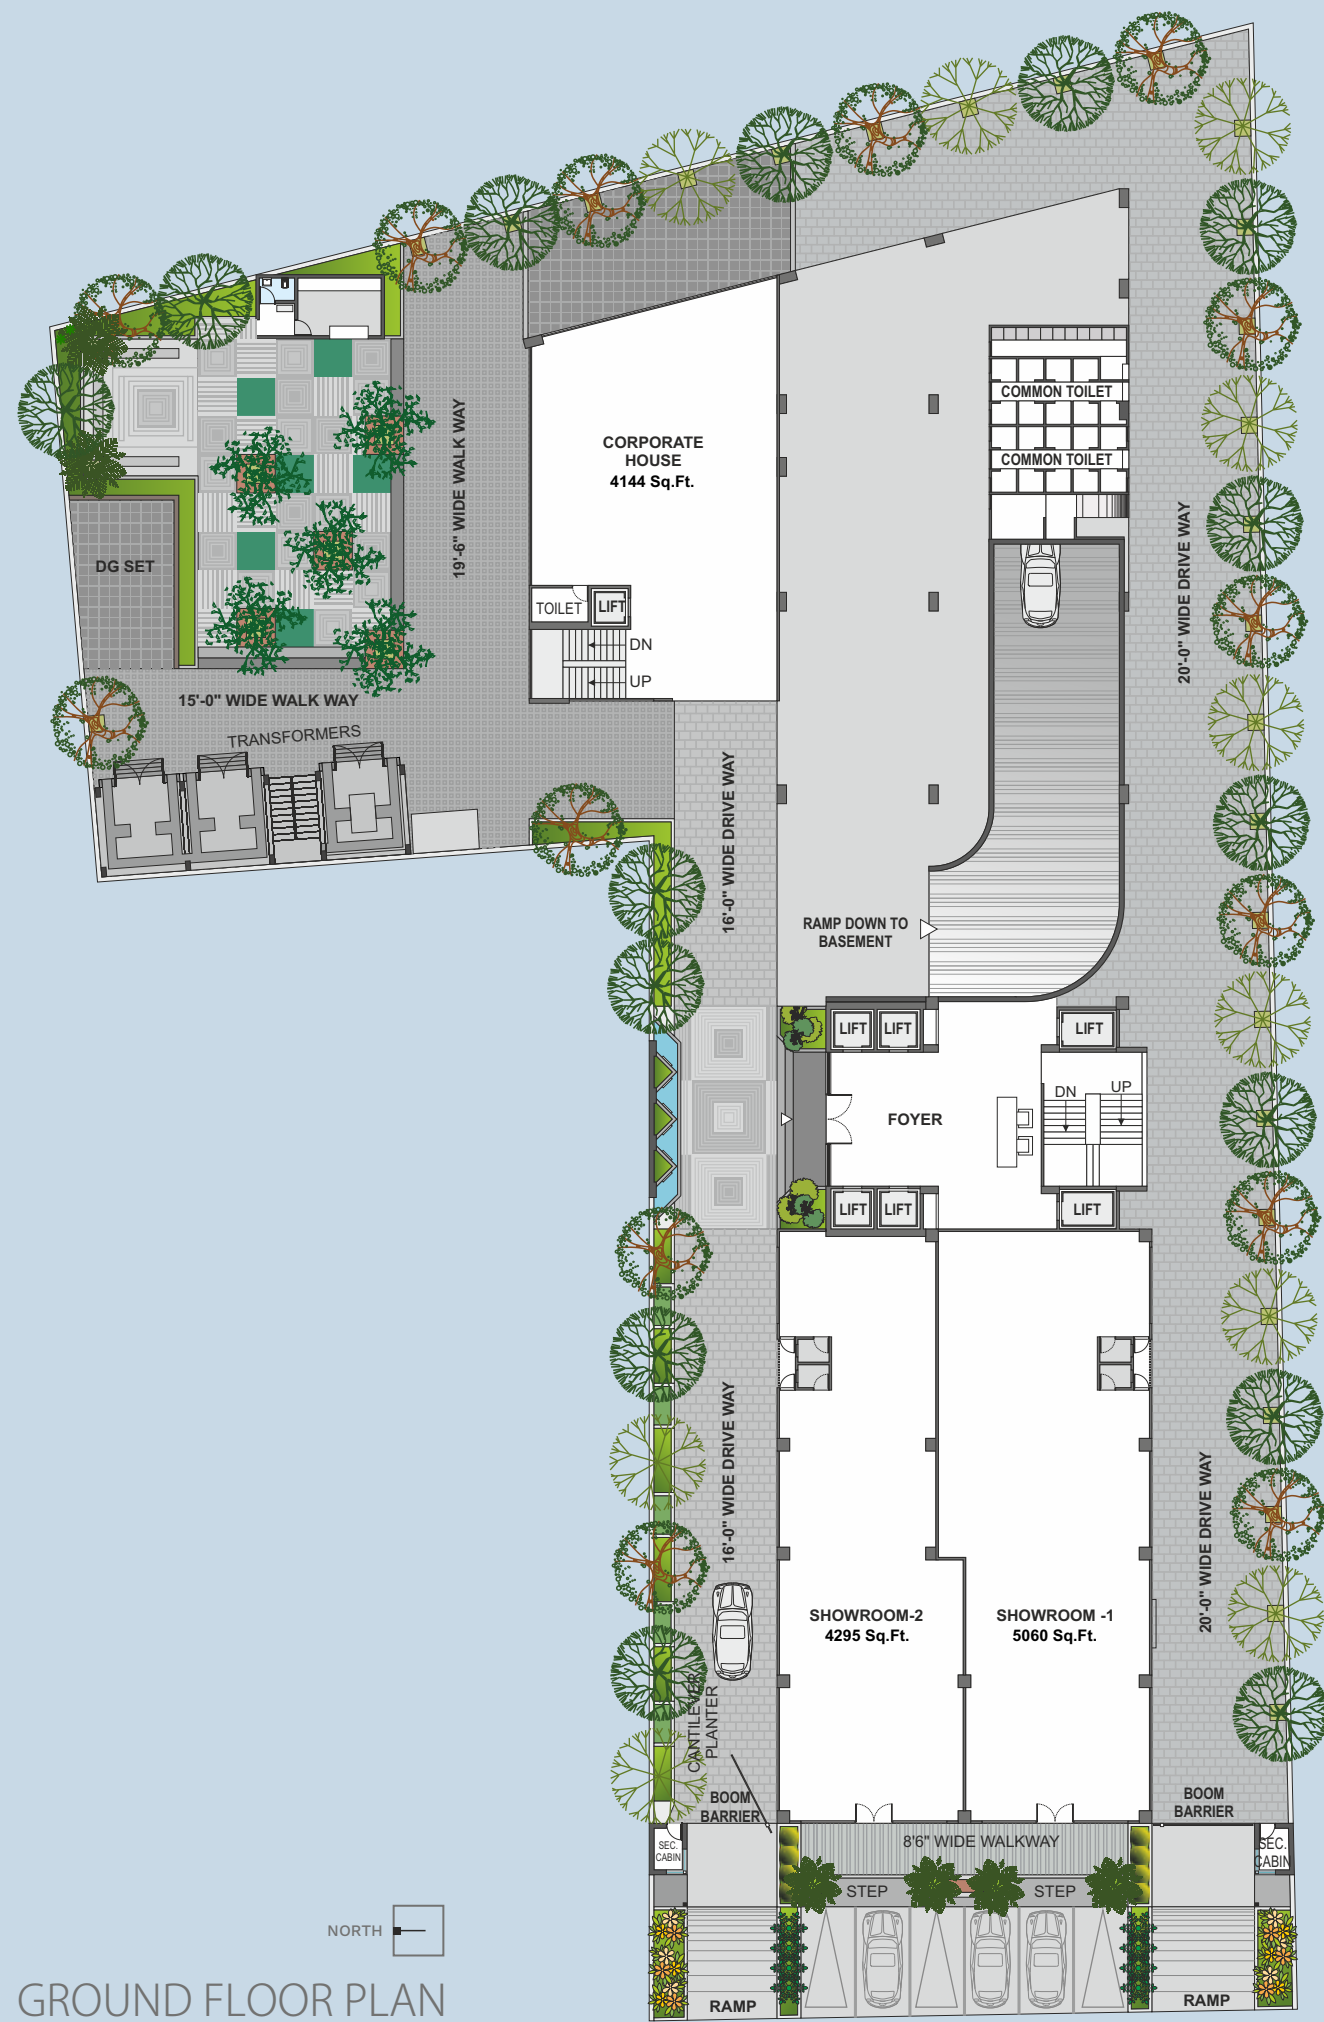 COMMON TOILET
COMMON TOILET
CORPORATE
HOUSE
4144 Sq.Ft.
19'-6" WIDE WALK WAY
20'-0" WIDE DRIVE WAY
DG SET
TOILET
LIFT
DN
UP
15'-0" WIDE WALK WAY
TRANSFORMERS
16'-0" WIDE DRIVE WAY
RAMP DOWN TO
BASEMENT
LIFT
LIFT
LIFT
DN
UP
FOYER
LIFT
LIFT
LIFT
16'-0" WIDE DRIVE WAY
20'-0" WIDE DRIVE WAY
SHOWROOM-2
4295 Sq.Ft.
SHOWROOM -1
5060 Sq.Ft.
CANTILEVER
PLANTER
BOOM
BARRIER
BOOM
BARRIER
SEC.
CABIN
8'6" WIDE WALKWAY
SEC.
CABIN
STEP
STEP
NORTH
RAMP
RAMP
GROUND FLOOR PLAN